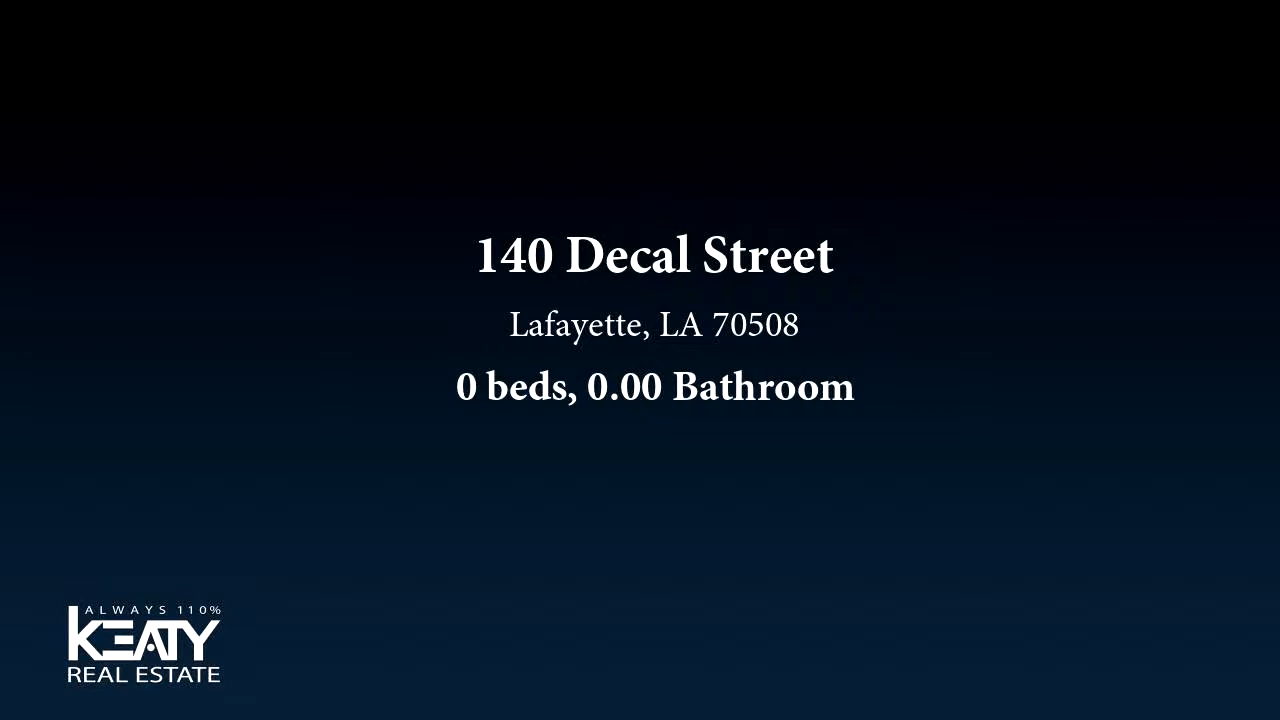 140 Decal Street
Lafayette, LA 70508
0 beds, 0.00 Bathroom
ALWAYS 110%
KEATY
REAL ESTATE